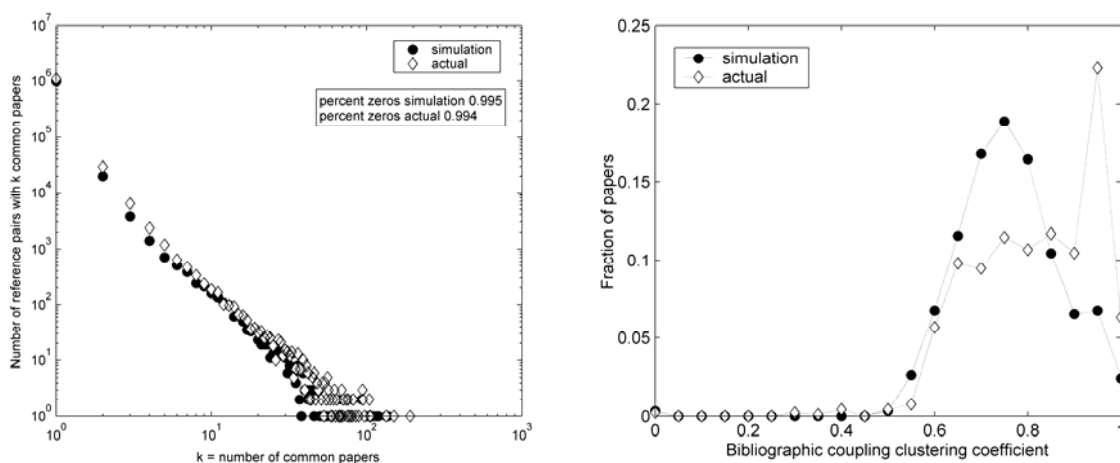 10^7
10^6
10^5
10^4
10^3
10^2
10^1
10^0
Number of reference pairs with k common papers
simulation
actual
percent zeros simulation 0.995
percent zeros actual 0.994
10^0 10^1 10^2 10^3
k = number of common papers
0.25
0.2
0.15
0.1
0.05
0
Fraction of papers
simulation
actual
0 0.2 0.4 0.6 0.8 1
Bibliographic coupling clustering coefficient